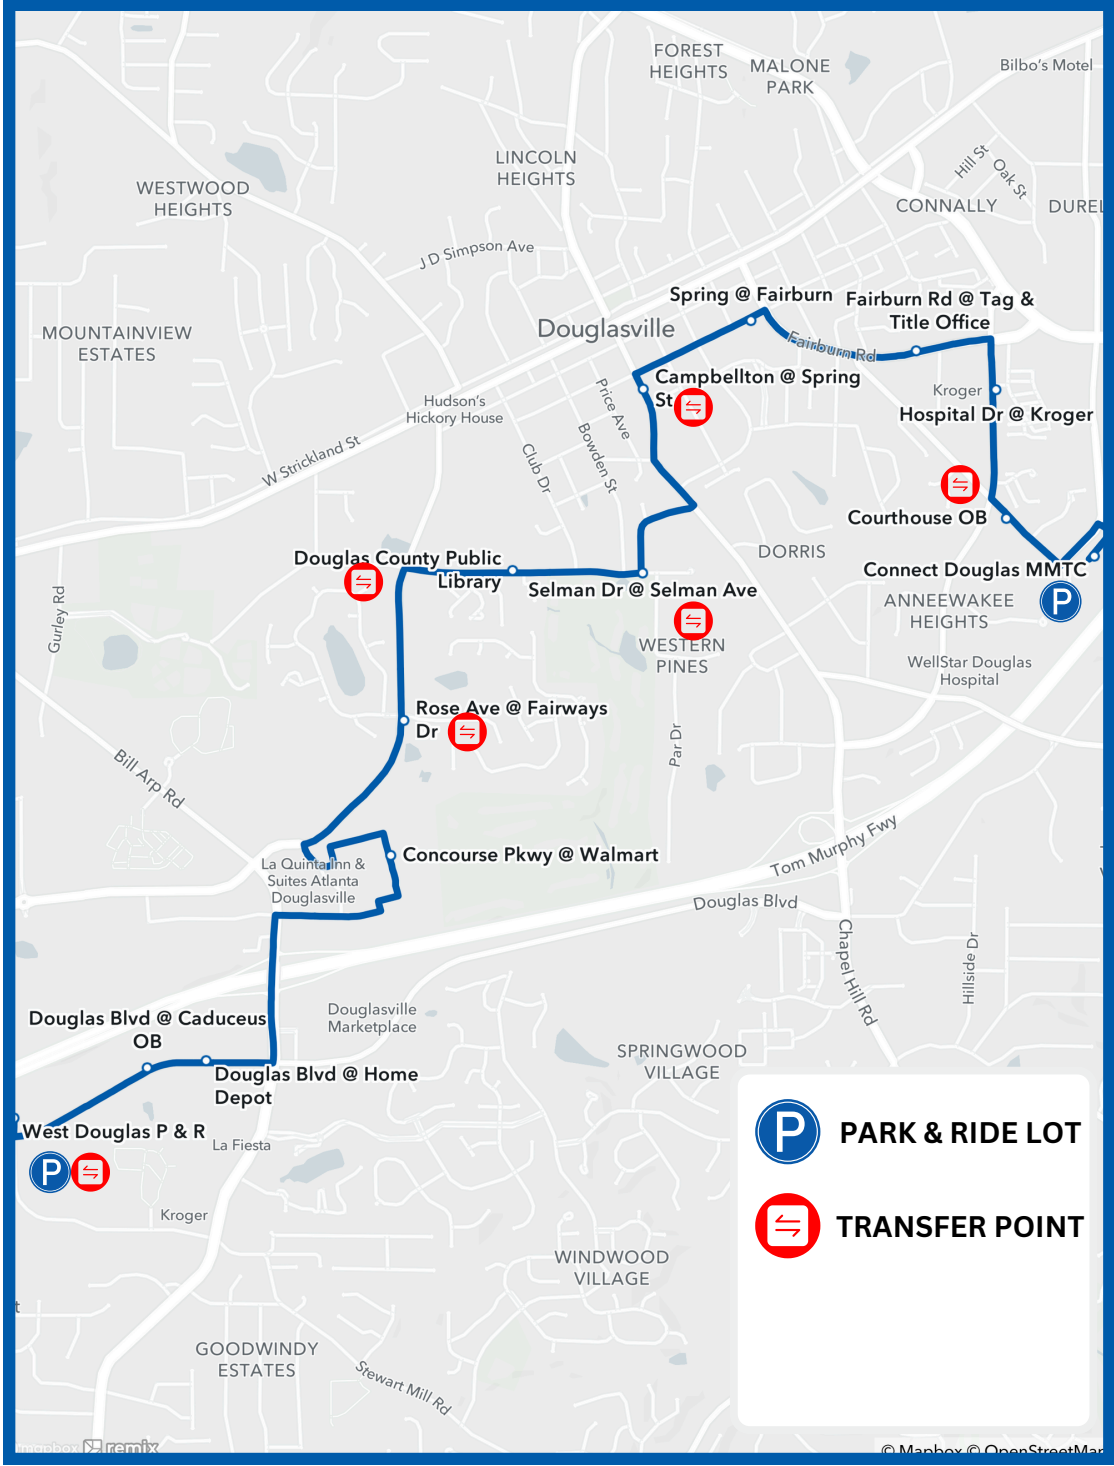 FOREST
HEIGHTS
MALONE
PARK
Bilbo's Motel
LINCOLN
HEIGHTS
Hill St
Oak St
WESTWOOD
HEIGHTS
CONNALLY
DUREL
J D Simpson Ave
Spring @ Fairburn
Fairburn Rd @ Tag &
Title Office
MOUNTAINVIEW
ESTATES
Douglasville
Fairburn Rd
Campbellton @ Spring
St
Price Ave
Kroger
Hudson's
Hickory House
Hospital Dr @ Kroger
W Strickland St
Club Dr
Bowden St
Courthouse OB
DORRIS
Douglas County Public
Library
Selman Dr @ Selman Ave
Connect Douglas MMTC
P
ANNEEWAKEE
HEIGHTS
Gurley Rd
WESTERN
PINES
WellStar Douglas
Hospital
Rose Ave @ Fairways
Dr
Par Dr
Bill Arp Rd
Tom Murphy Fwy
La Quinta Inn &
Suites Atlanta
Douglasville
Concourse Pkwy @ Walmart
Douglas Blvd
Chapel Hill Rd
Hillside Dr
Douglasville
Marketplace
Douglas Blvd @ Caduceus
OB
SPRINGWOOD
VILLAGE
Douglas Blvd @ Home
Depot
West Douglas P & R
P
La Fiesta
Kroger
P PARK & RIDE LOT
TRANSFER POINT
WINDWOOD
VILLAGE
t
GOODWINDY
ESTATES
Stewart Mill Rd
mapbox remix
© Mapbox © OpenStreetMap